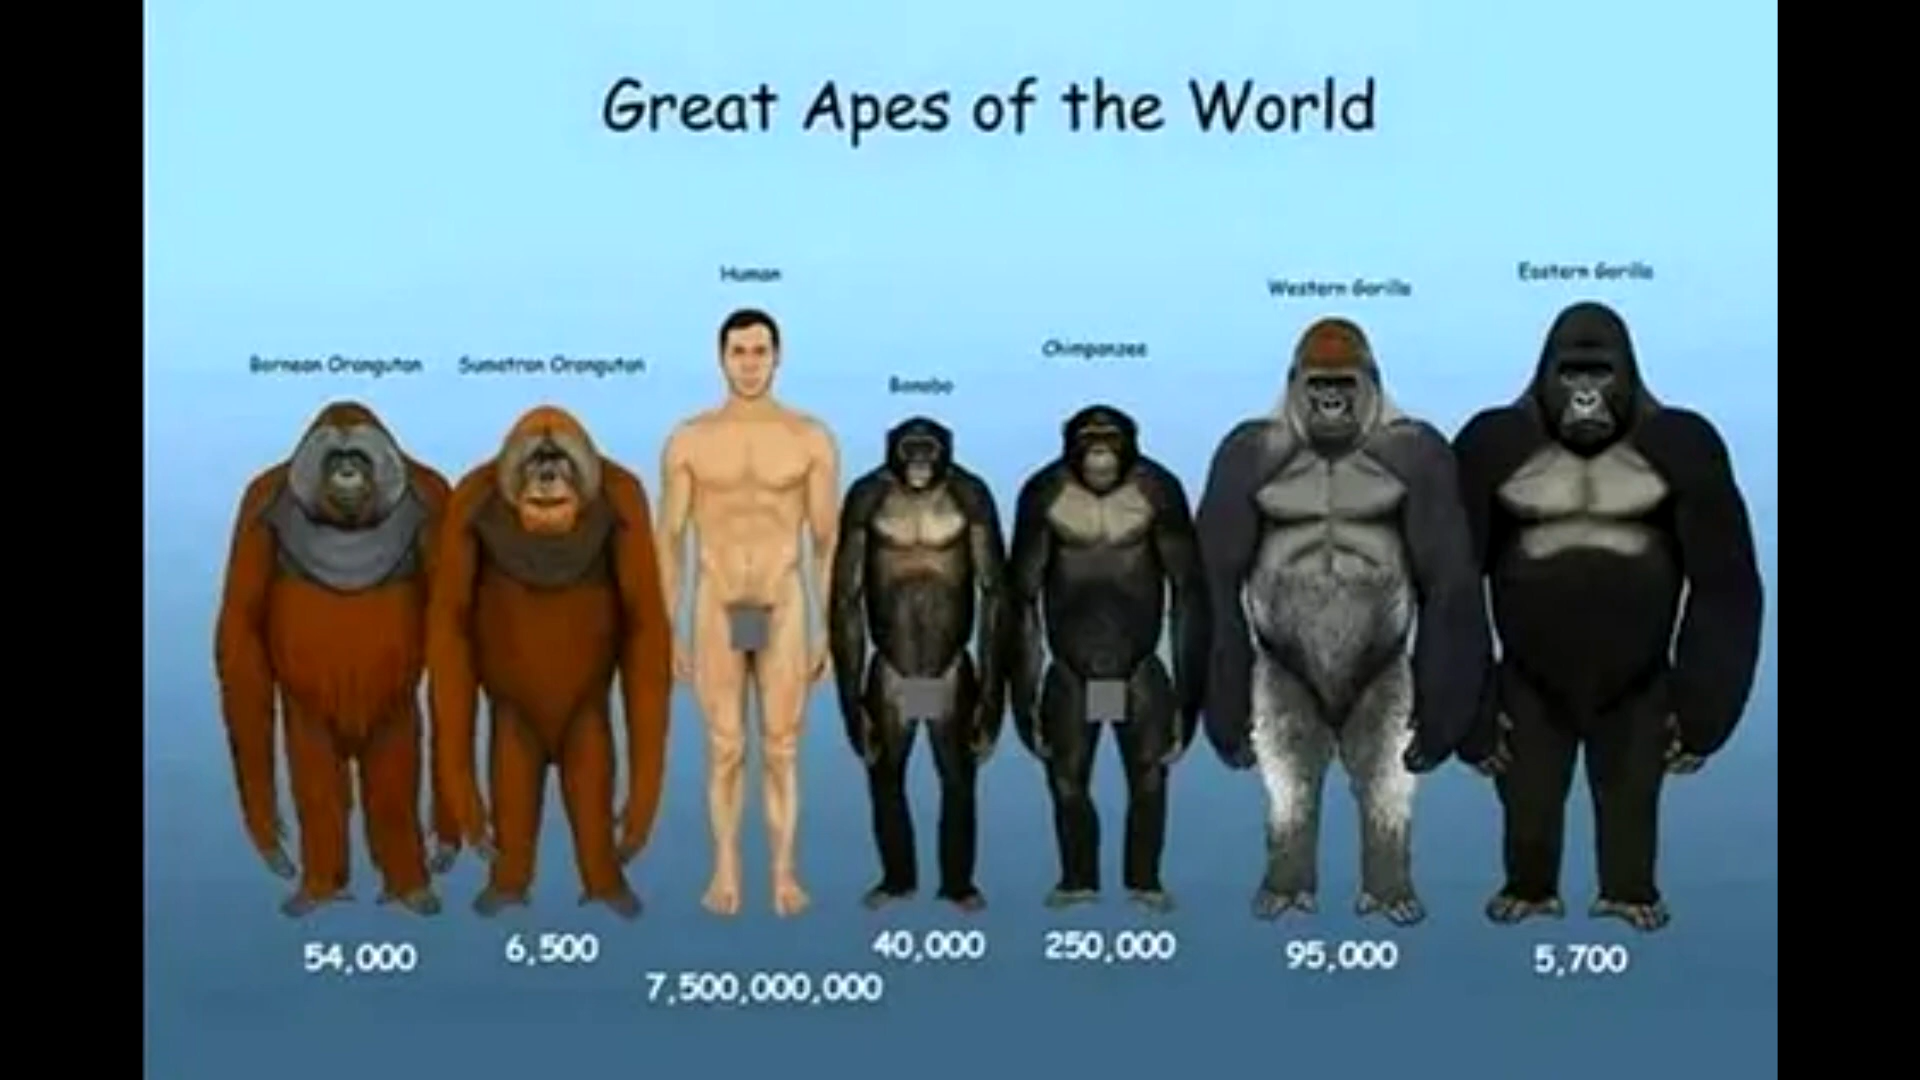 Great Apes of the World
Human
Eastern Gorilla
Western Gorilla
Chimpanzee
Bornean Orangutan
Sumatran Orangutan
Bonobo
54,000
6,500
7,500,000,000
40,000
250,000
95,000
5,700